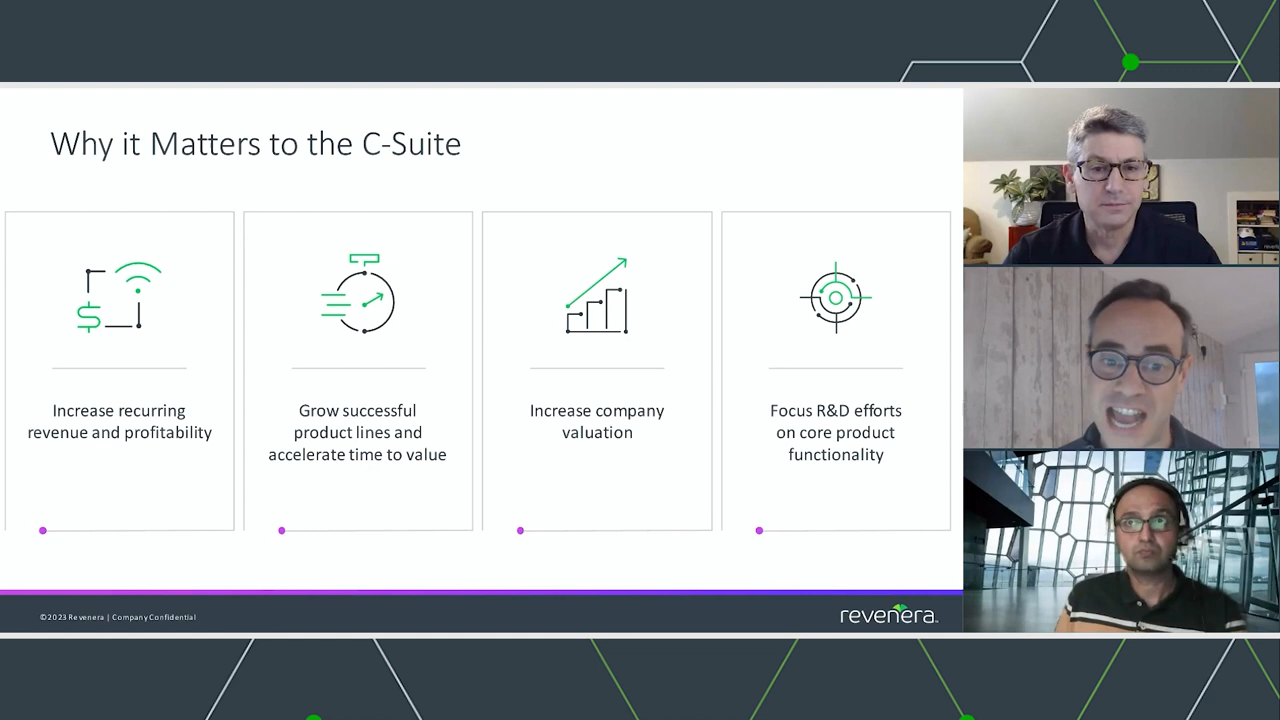 Why it Matters to the C-Suite
Increase recurring
revenue and profitability
Grow successful
product lines and
accelerate time to value
Increase company
valuation
Focus R&D efforts
on core product
functionality
©2023 Revenera | Company Confidential
revenera